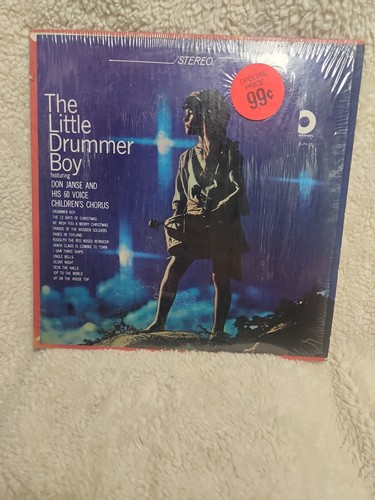 STEREO
SPECIAL
PRICE
99¢
The
Little
Drummer
Boy
featuring
DON JANSE AND
HIS 60 VOICE
CHILDREN'S CHORUS
DRUMMER BOY
THE 12 DAYS OF CHRISTMAS
WE WISH YOU A MERRY CHRISTMAS
PARADE OF THE WOODEN SOLDIERS
BABES IN TOYLAND
RUDOLPH THE RED NOSED REINDEER
SANTA CLAUS IS COMING TO TOWN
I SAW THREE SHIPS
JINGLE BELLS
SILENT NIGHT
DECK THE HALLS
JOY TO THE WORLD
UP ON THE HOUSE TOP